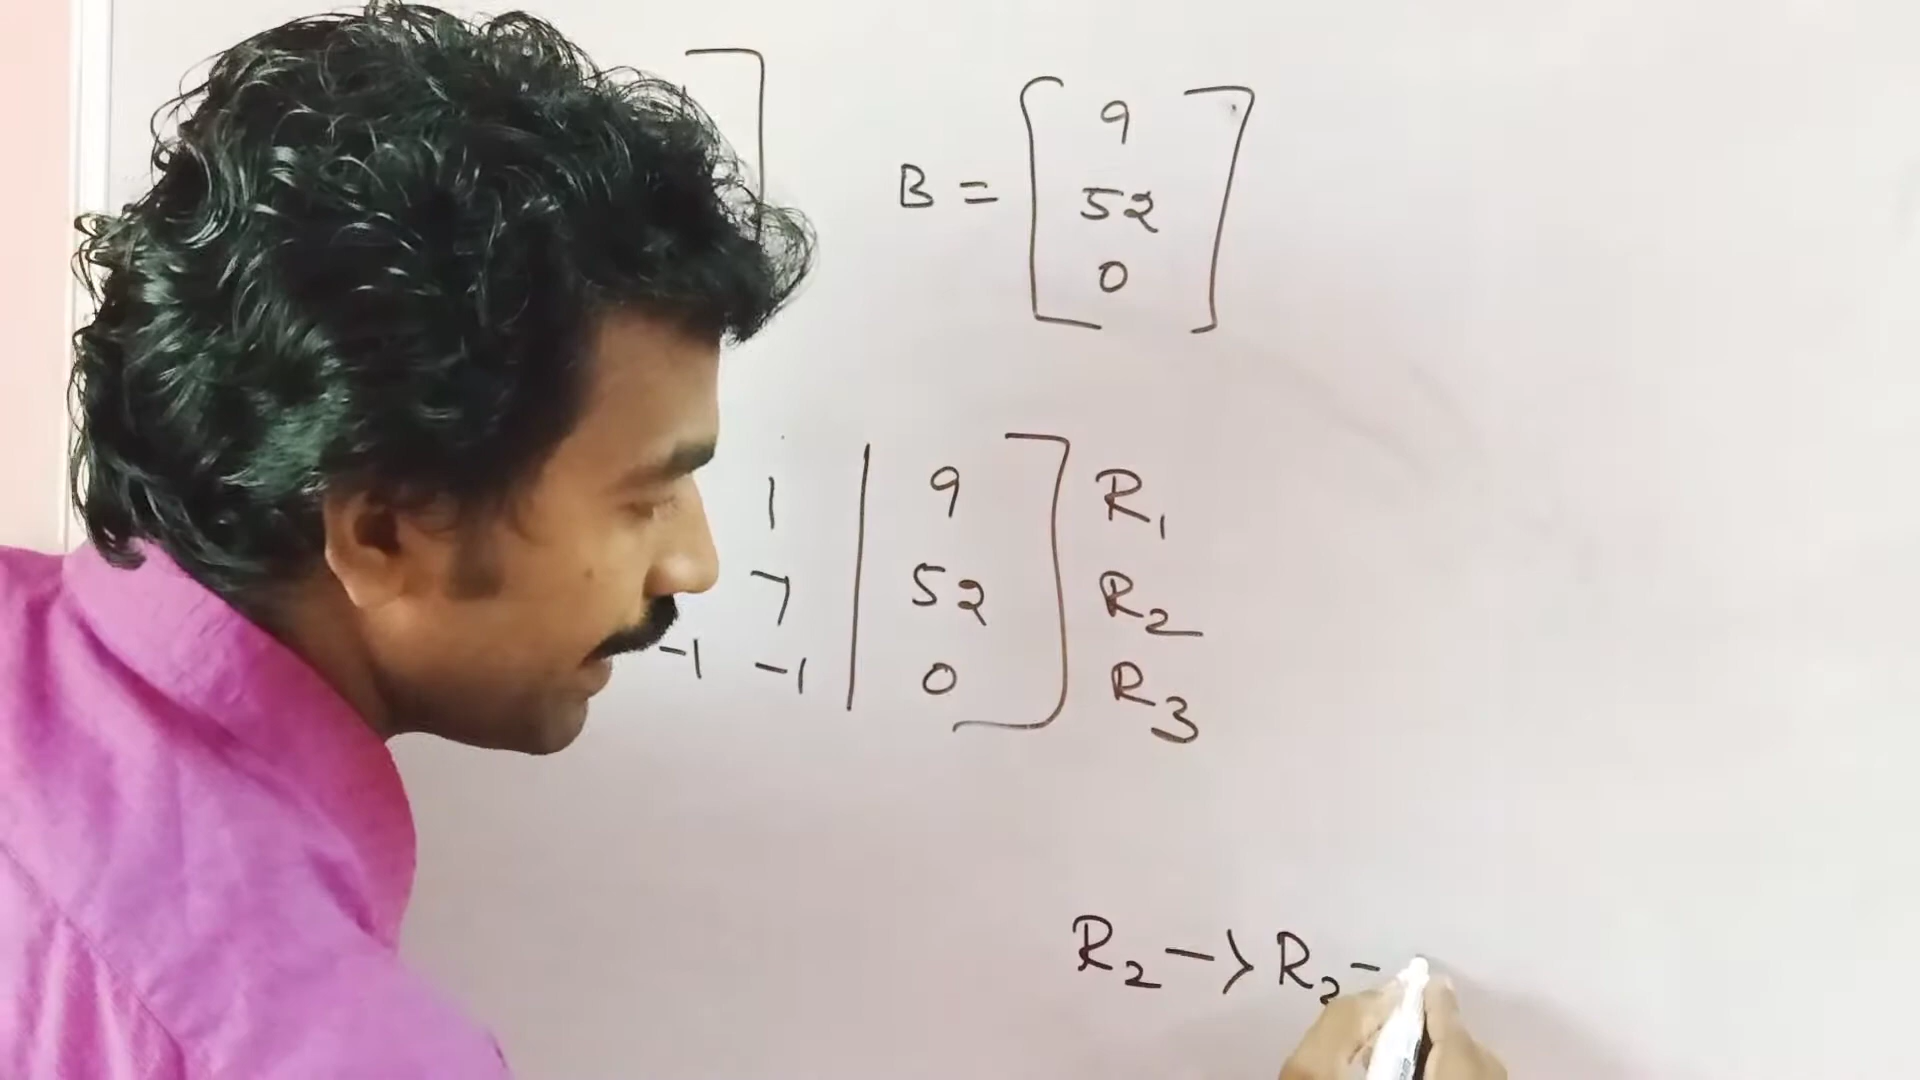 B = [ 9
52
0 ]
1 | 9 ] R1
7 | 52 R2
-1 -1 | 0 R3
R2 -> R2 -